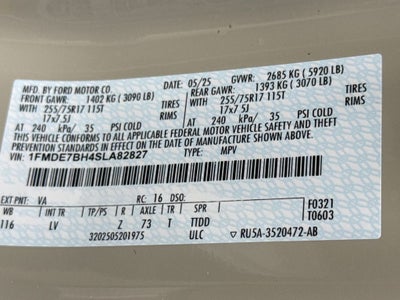 MFD. BY FORD MOTOR CO. 05/25 GVWR: 2685 KG (5920 LB)
FRONT GAWR: 1402 KG (3090 LB) REAR GAWR: 1393 KG (3070 LB)
255/75R17 115T TIRES 255/75R17 115T TIRES
17x7.5J RIMS 17x7.5J RIMS
AT 240 kPa/ 35 PSI COLD AT 240 kPa/ 35 PSI COLD
THIS VEHICLE CONFORMS TO ALL APPLICABLE FEDERAL MOTOR VEHICLE SAFETY AND THEFT PREVENTION STANDARDS IN EFFECT ON THE DATE OF MANUFACTURE SHOWN ABOVE.
VIN: 1FMDE7BH4SLA82827 TYPE: MPV
EXT PNT: VA RC: 16 DSO: F0321
WB INT TR TP/PS R AXLE TR SPR T0603
116 LV Z 73 T TTDD
3202505201975 ULC RU5A-3520472-AB